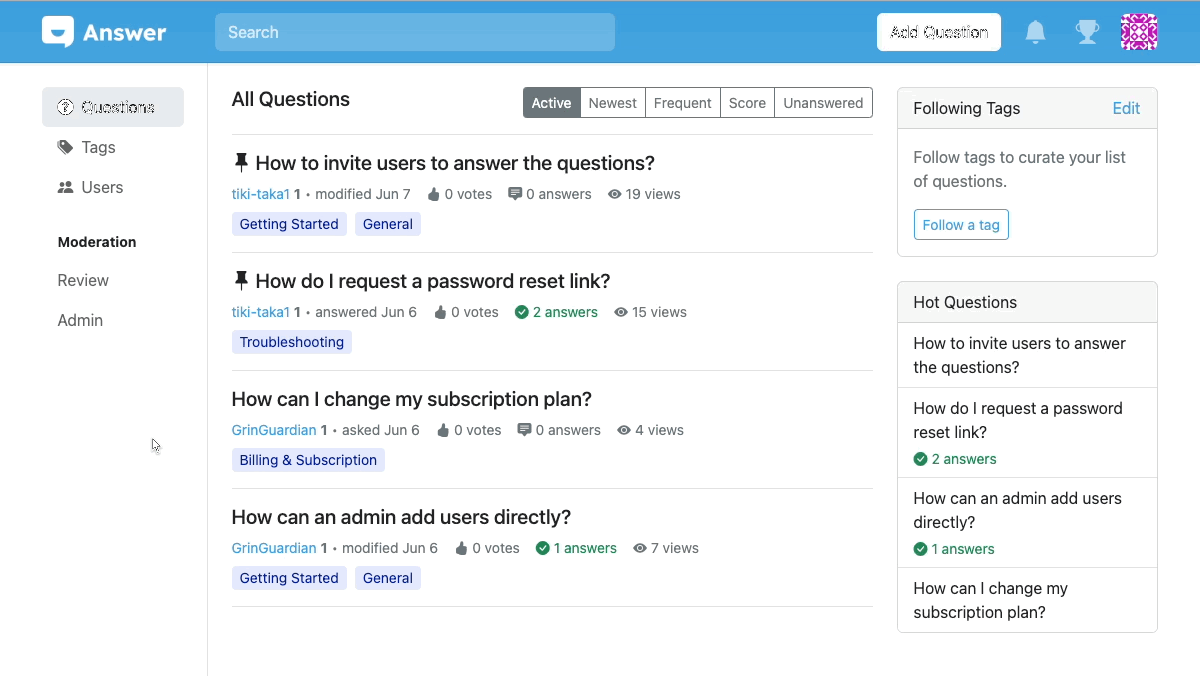 Answer
Search
Add Question
Questions
Tags
Users
Moderation
Review
Admin
All Questions
Active Newest Frequent Score Unanswered
How to invite users to answer the questions?
tiki-taka1 1 • modified Jun 7 0 votes 0 answers 19 views
Getting Started General
How do I request a password reset link?
tiki-taka1 1 • answered Jun 6 0 votes 2 answers 15 views
Troubleshooting
How can I change my subscription plan?
GrinGuardian 1 • asked Jun 6 0 votes 0 answers 4 views
Billing & Subscription
How can an admin add users directly?
GrinGuardian 1 • modified Jun 6 0 votes 1 answers 7 views
Getting Started General
Following Tags Edit
Follow tags to curate your list
of questions.
Follow a tag
Hot Questions
How to invite users to answer
the questions?
How do I request a password
reset link?
2 answers
How can an admin add users
directly?
1 answers
How can I change my
subscription plan?